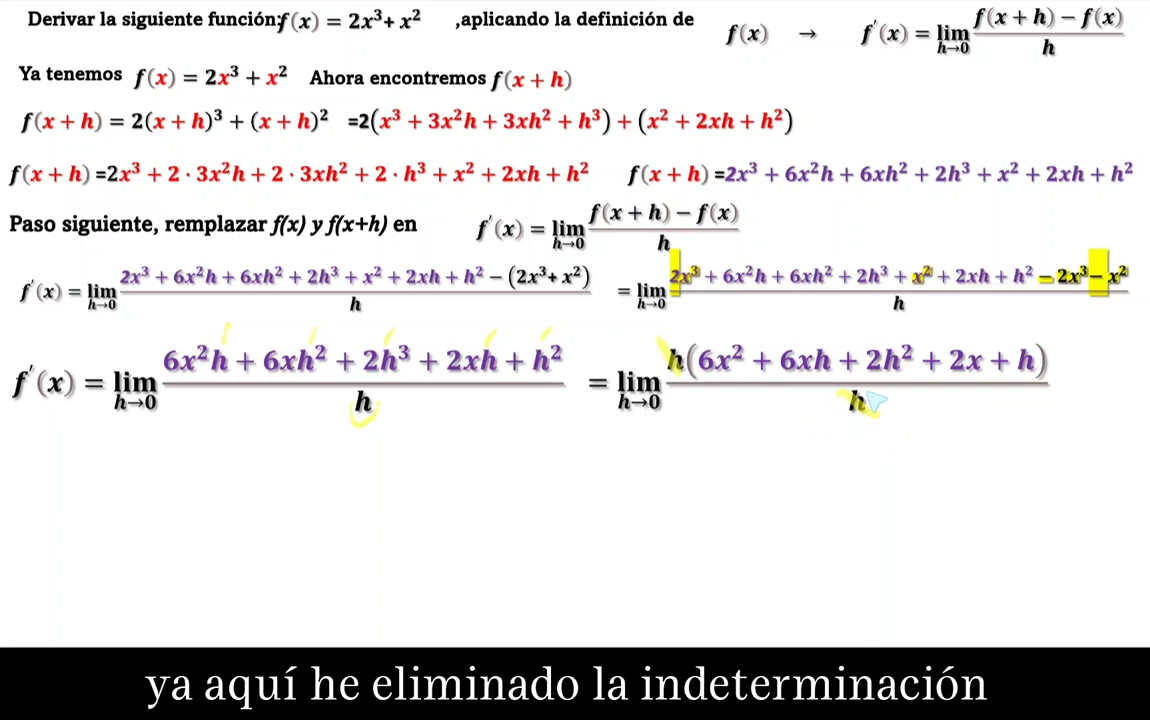 Derivar la siguiente función: f(x) = 2x³+ x² ,aplicando la definición de f(x) → f′(x) = lim h→0 f(x + h) − f(x) / h
Ya tenemos f(x) = 2x³ + x² Ahora encontremos f(x + h)
f(x + h) = 2(x + h)³ + (x + h)² =2(x³ + 3x²h + 3xh² + h³) + (x² + 2xh + h²)
f(x + h) =2x³ + 2 · 3x²h + 2 · 3xh² + 2 · h³ + x² + 2xh + h² f(x + h) =2x³ + 6x²h + 6xh² + 2h³ + x² + 2xh + h²
Paso siguiente, remplazar f(x) y f(x+h) en f′(x) = lim h→0 f(x + h) − f(x) / h
f′(x) = lim h→0 2x³ + 6x²h + 6xh² + 2h³ + x² + 2xh + h² − (2x³+ x²) / h = lim h→0 2x³ + 6x²h + 6xh² + 2h³ + x² + 2xh + h² − 2x³ − x² / h
f′(x) = lim h→0 6x²h + 6xh² + 2h³ + 2xh + h² / h = lim h→0 h(6x² + 6xh + 2h² + 2x + h) / h
ya aquí he eliminado la indeterminación